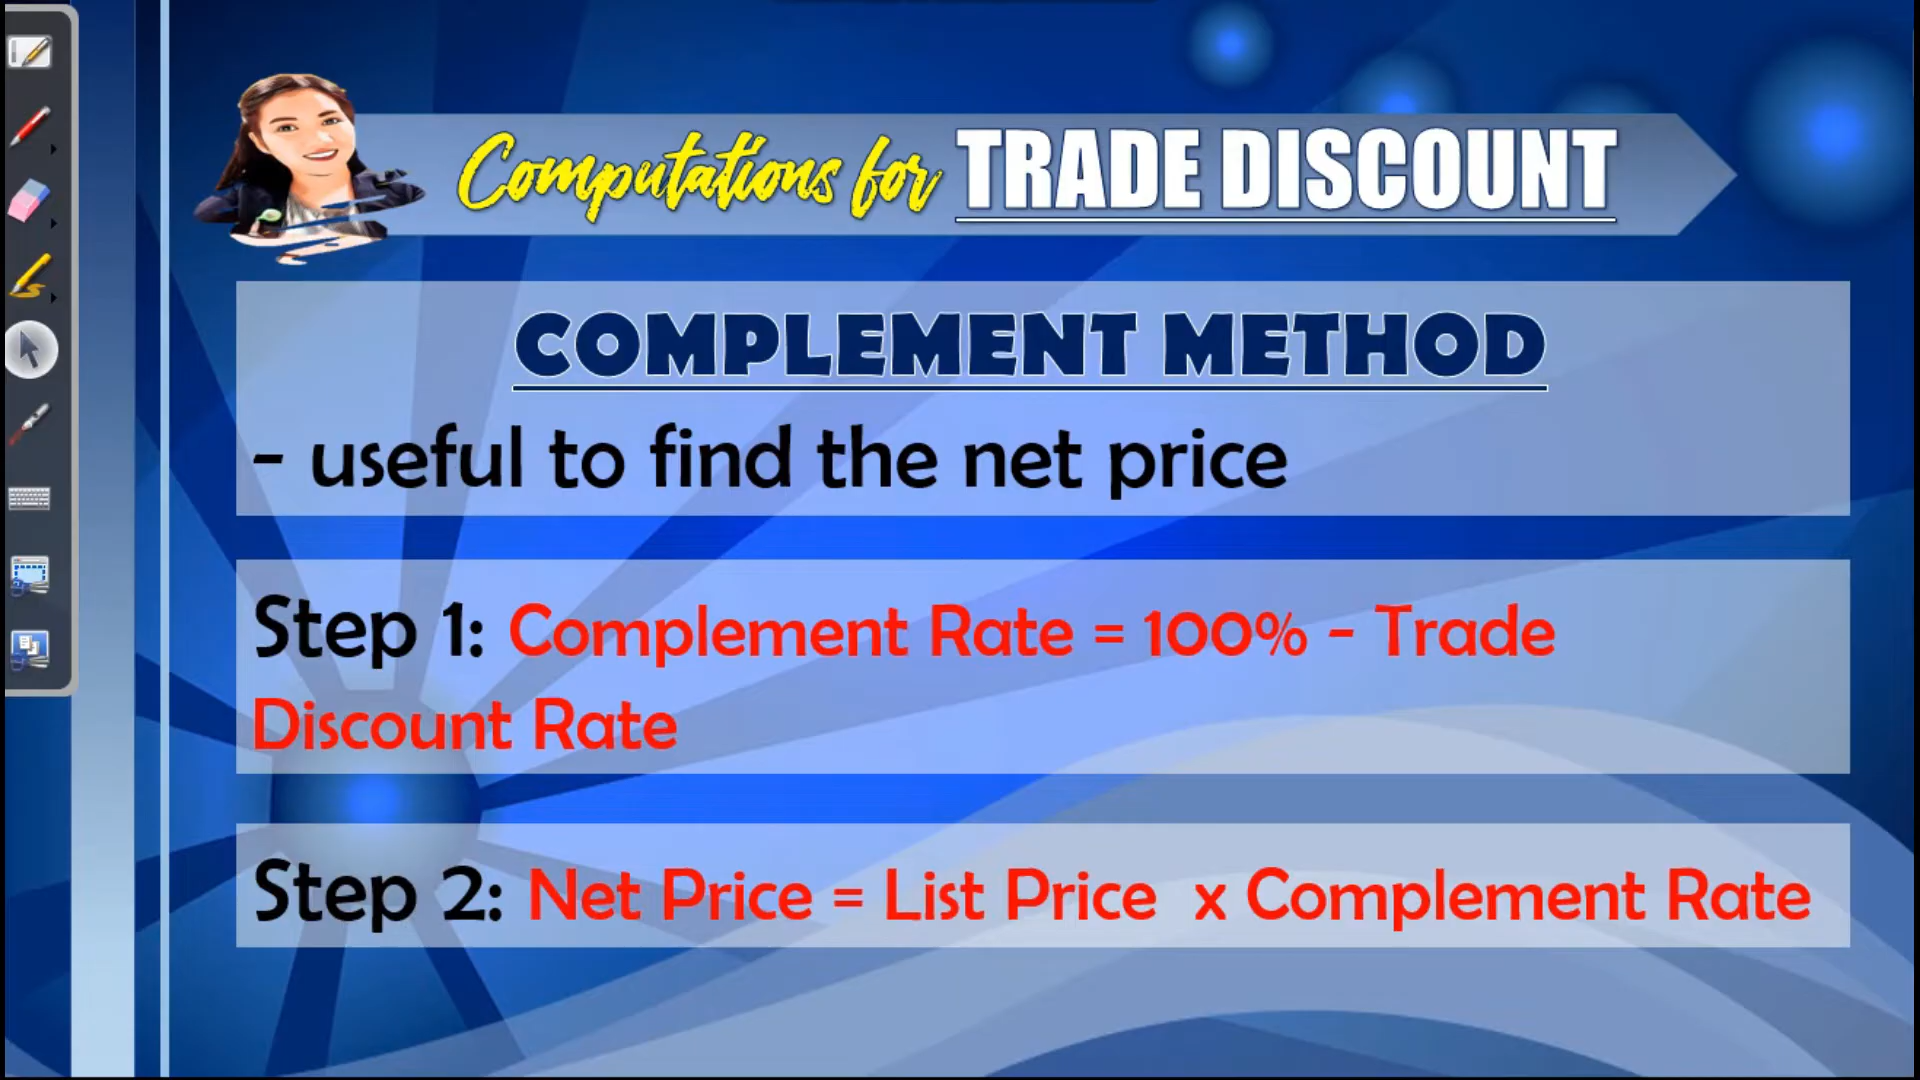 Computations for TRADE DISCOUNT
COMPLEMENT METHOD
- useful to find the net price
Step 1: Complement Rate = 100% - Trade
Discount Rate
Step 2: Net Price = List Price x Complement Rate